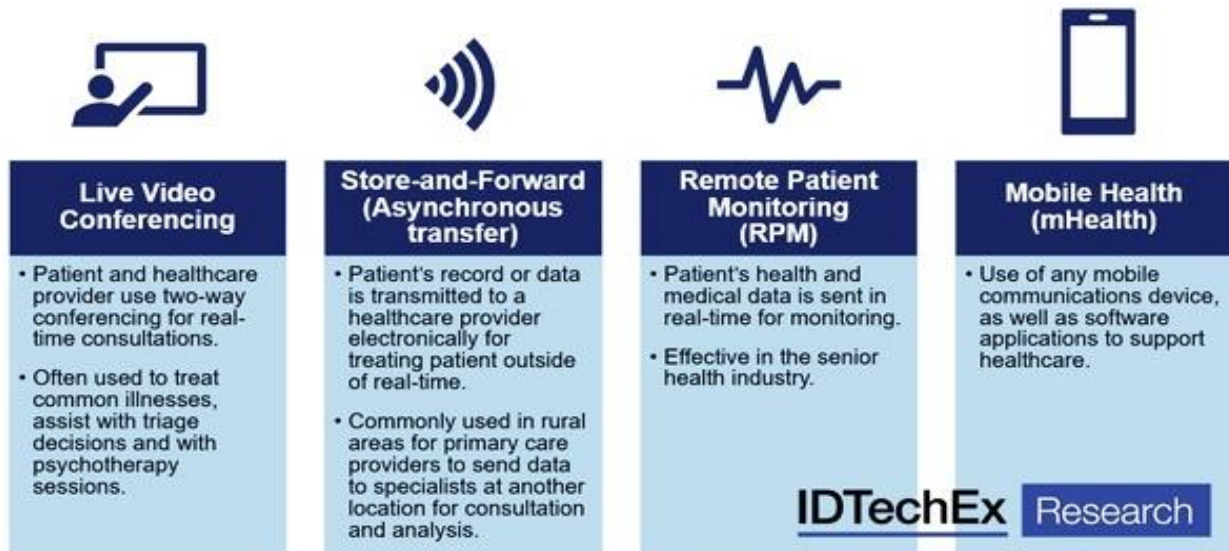 Live Video
Conferencing
• Patient and healthcare
provider use two-way
conferencing for real-
time consultations.
• Often used to treat
common illnesses,
assist with triage
decisions and with
psychotherapy
sessions.
Store-and-Forward
(Asynchronous
transfer)
• Patient's record or data
is transmitted to a
healthcare provider
electronically for
treating patient outside
of real-time.
• Commonly used in rural
areas for primary care
providers to send data
to specialists at another
location for consultation
and analysis.
Remote Patient
Monitoring
(RPM)
• Patient's health and
medical data is sent in
real-time for monitoring.
• Effective in the senior
health industry.
Mobile Health
(mHealth)
• Use of any mobile
communications device,
as well as software
applications to support
healthcare.
IDTechEx Research